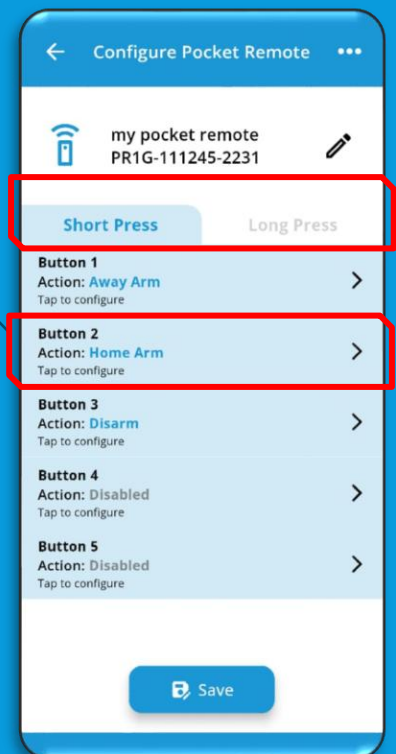 Configure Pocket Remote
my pocket remote
PR1G-111245-2231
Short Press Long Press
Button 1
Action: Away Arm
Tap to configure
Button 2
Action: Home Arm
Tap to configure
Button 3
Action: Disarm
Tap to configure
Button 4
Action: Disabled
Tap to configure
Button 5
Action: Disabled
Tap to configure
Save